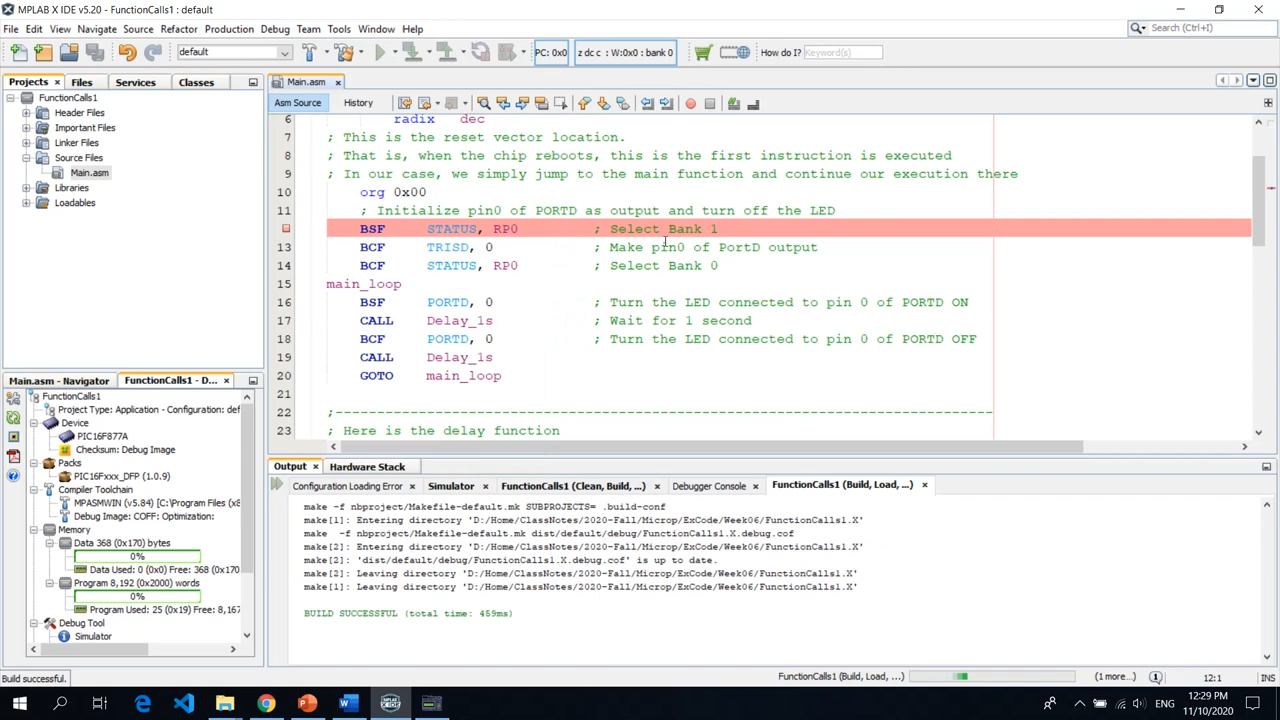 MPLAB X IDE v5.20 - FunctionCalls1 : default
File Edit View Navigate Source Refactor Production Debug Team Tools Window Help
Search (Ctrl+I)
default
PC: 0x0
z dc c : W:0x0 : bank 0
How do I?
Keyword(s)
Projects
Files
Services
Classes
FunctionCalls1
Header Files
Important Files
Linker Files
Source Files
Main.asm
Libraries
Loadables
Main.asm
Asm Source
History
6 radix dec
7 ; This is the reset vector location.
8 ; That is, when the chip reboots, this is the first instruction is executed
9 ; In our case, we simply jump to the main function and continue our execution there
10 org 0x00
11 ; Initialize pin0 of PORTD as output and turn off the LED
BSF STATUS, RP0 ; Select Bank 1
13 BCF TRISD, 0 ; Make pin0 of PortD output
14 BCF STATUS, RP0 ; Select Bank 0
15 main_loop
16 BSF PORTD, 0 ; Turn the LED connected to pin 0 of PORTD ON
17 CALL Delay_1s ; Wait for 1 second
18 BCF PORTD, 0 ; Turn the LED connected to pin 0 of PORTD OFF
19 CALL Delay_1s
20 GOTO main_loop
21
22 ;--------------------------------------------------------------------------------
23 ; Here is the delay function
Main.asm - Navigator
FunctionCalls1 - D...
FunctionCalls1
Project Type: Application - Configuration: def
Device
PIC16F877A
Checksum: Debug Image
Packs
PIC16Fxxx_DFP (1.0.9)
Compiler Toolchain
MPASMWIN (v5.84) [C:\Program Files (x8
Debug Image: COFF: Optimization:
Memory
Data 368 (0x170) bytes
0%
Data Used: 0 (0x0) Free: 368 (0x170
Program 8,192 (0x2000) words
0%
Program Used: 25 (0x19) Free: 8,167
Debug Tool
Simulator
Output
Hardware Stack
Configuration Loading Error
Simulator
FunctionCalls1 (Clean, Build, ...)
Debugger Console
FunctionCalls1 (Build, Load, ...)
make -f nbproject/Makefile-default.mk SUBPROJECTS= .build-conf
make[1]: Entering directory 'D:/Home/ClassNotes/2020-Fall/Microp/ExCode/Week06/FunctionCalls1.X'
make -f nbproject/Makefile-default.mk dist/default/debug/FunctionCalls1.X.debug.cof
make[2]: Entering directory 'D:/Home/ClassNotes/2020-Fall/Microp/ExCode/Week06/FunctionCalls1.X'
make[2]: 'dist/default/debug/FunctionCalls1.X.debug.cof' is up to date.
make[2]: Leaving directory 'D:/Home/ClassNotes/2020-Fall/Microp/ExCode/Week06/FunctionCalls1.X'
make[1]: Leaving directory 'D:/Home/ClassNotes/2020-Fall/Microp/ExCode/Week06/FunctionCalls1.X'
BUILD SUCCESSFUL (total time: 459ms)
Build successful.
FunctionCalls1 (Build, Load, ...)
(1 more...)
12:1
INS
12:29 PM
11/10/2020